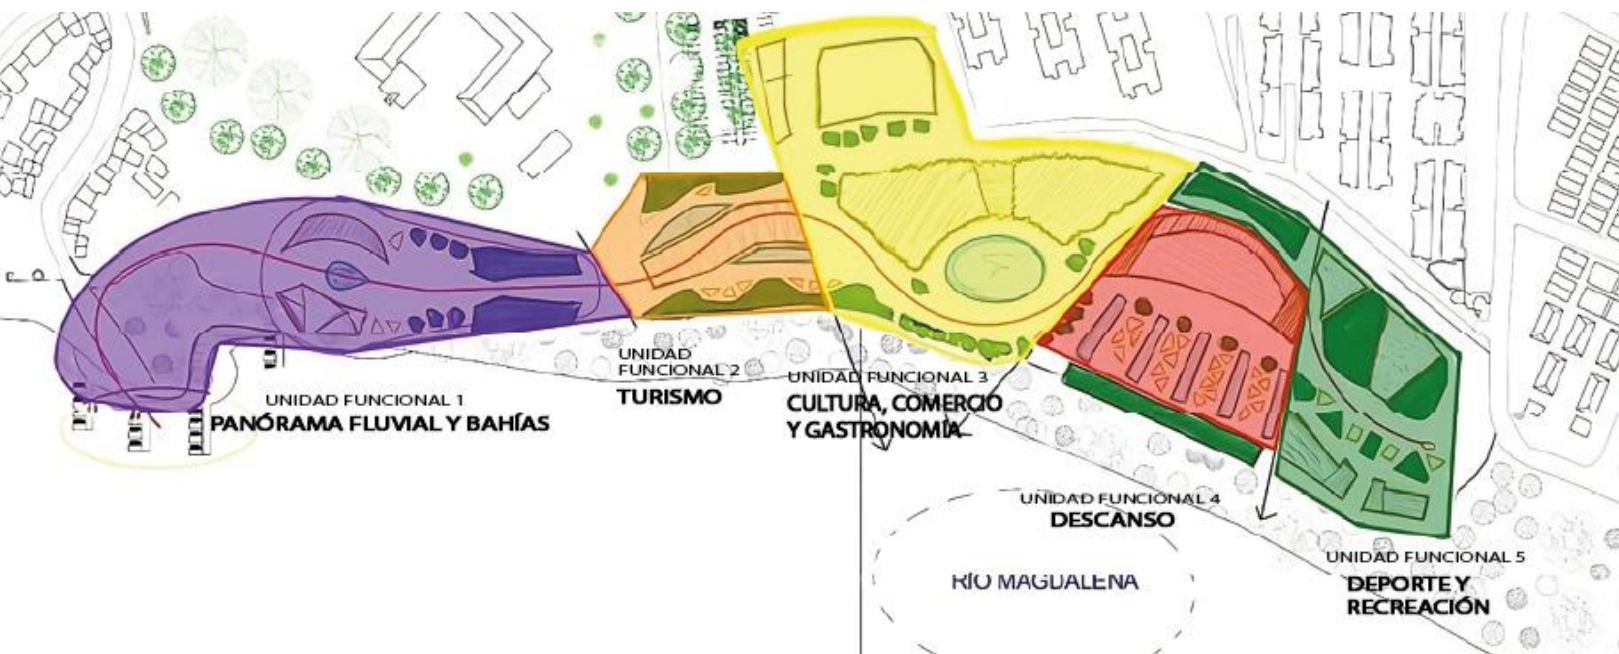 UNIDAD FUNCIONAL 1
PANÓRAMA FLUVIAL Y BAHÍAS
UNIDAD
FUNCIONAL 2
TURISMO
UNIDAD FUNCIONAL 3
CULTURA, COMERCIO
Y GASTRONOMÍA
UNIDAD FUNCIONAL 4
DESCANSO
UNIDAD FUNCIONAL 5
DEPORTE Y
RECREACIÓN
RÍO MAGDALENA